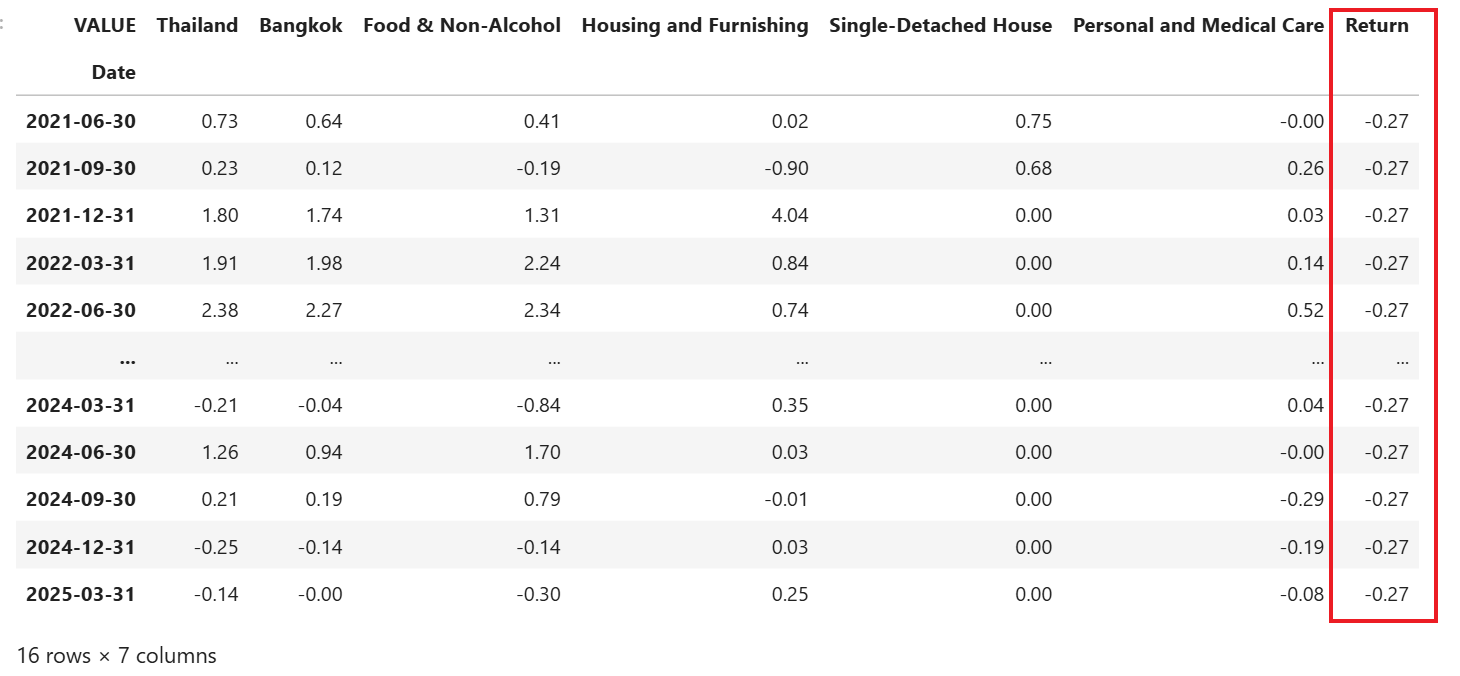 VALUE Thailand Bangkok Food & Non-Alcohol Housing and Furnishing Single-Detached House Personal and Medical Care Return
Date
2021-06-30 0.73 0.64 0.41 0.02 0.75 -0.00 -0.27
2021-09-30 0.23 0.12 -0.19 -0.90 0.68 0.26 -0.27
2021-12-31 1.80 1.74 1.31 4.04 0.00 0.03 -0.27
2022-03-31 1.91 1.98 2.24 0.84 0.00 0.14 -0.27
2022-06-30 2.38 2.27 2.34 0.74 0.00 0.52 -0.27
... ... ... ... ... ... ... ...
2024-03-31 -0.21 -0.04 -0.84 0.35 0.00 0.04 -0.27
2024-06-30 1.26 0.94 1.70 0.03 0.00 -0.00 -0.27
2024-09-30 0.21 0.19 0.79 -0.01 0.00 -0.29 -0.27
2024-12-31 -0.25 -0.14 -0.14 0.03 0.00 -0.19 -0.27
2025-03-31 -0.14 -0.00 -0.30 0.25 0.00 -0.08 -0.27
16 rows × 7 columns